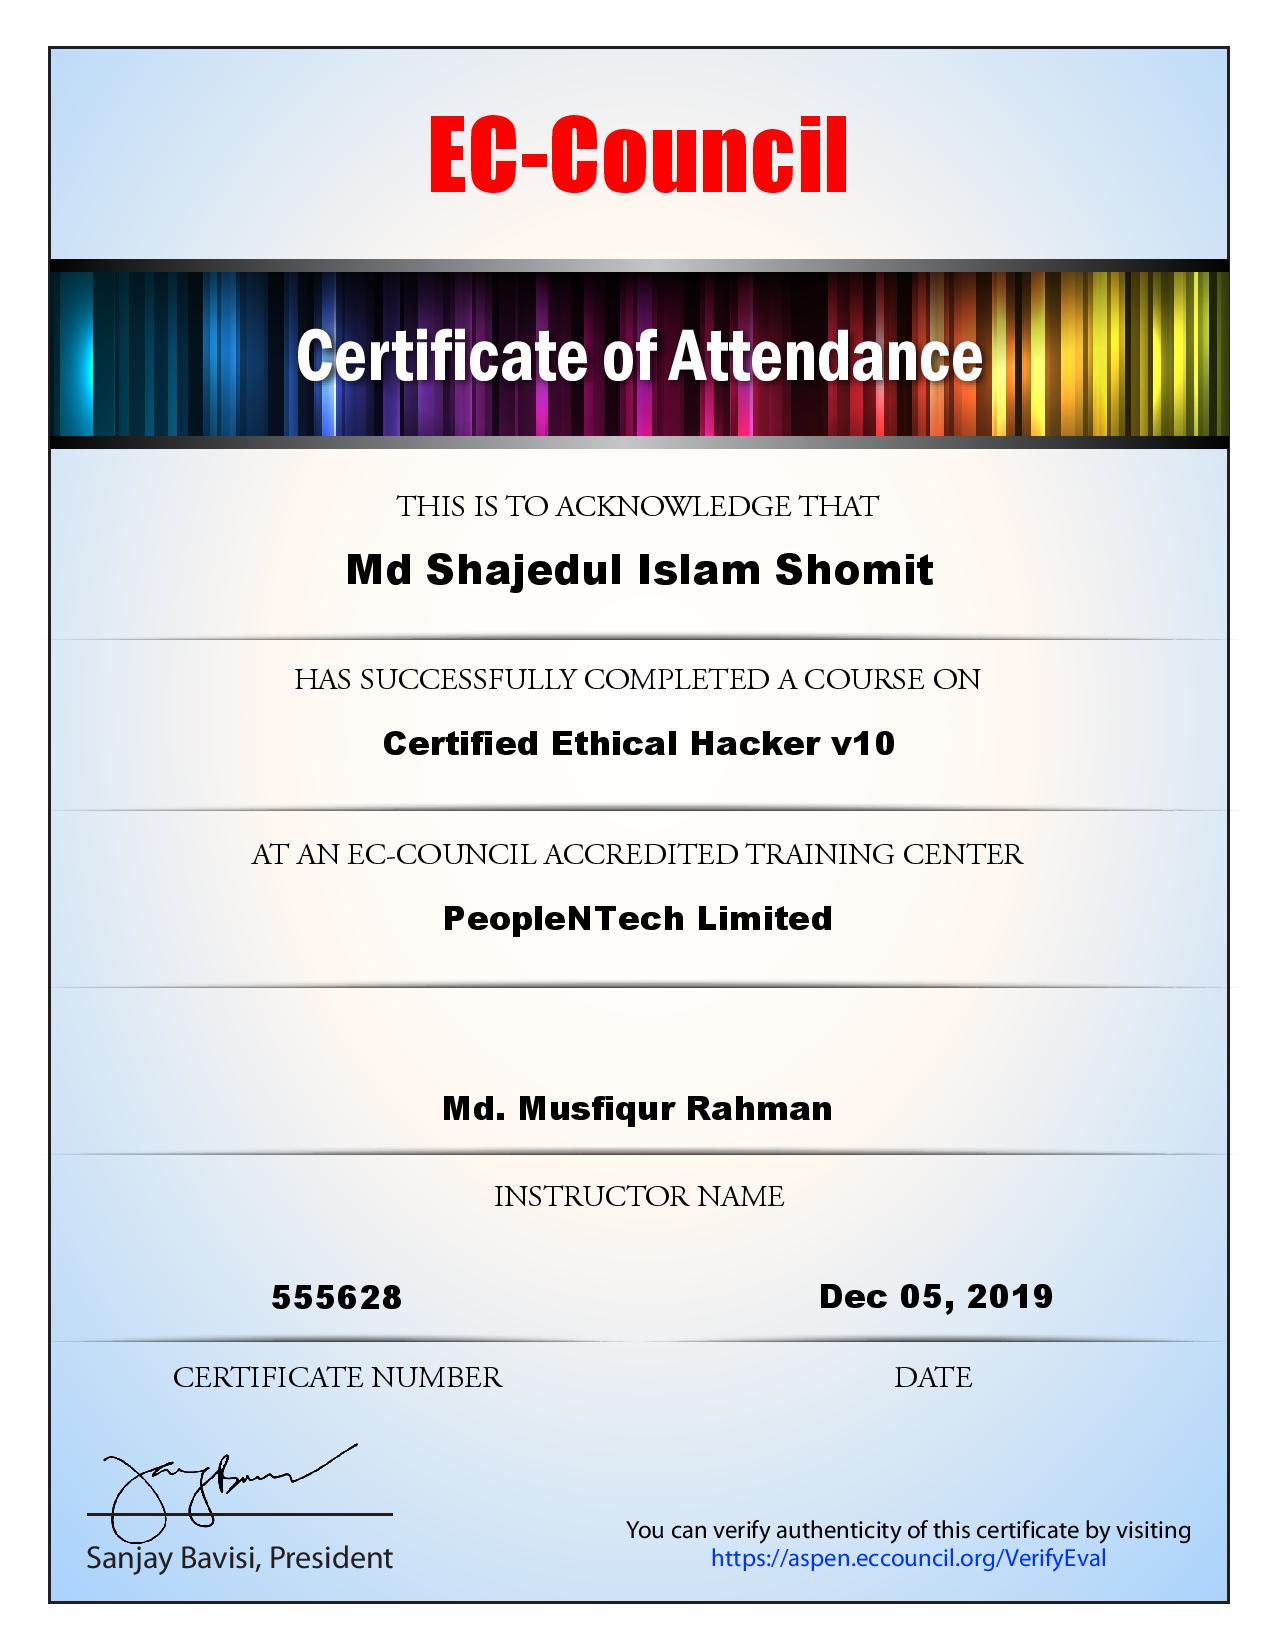 EC-Council
Certificate of Attendance
THIS IS TO ACKNOWLEDGE THAT
Md Shajedul Islam Shomit
HAS SUCCESSFULLY COMPLETED A COURSE ON
Certified Ethical Hacker v10
AT AN EC-COUNCIL ACCREDITED TRAINING CENTER
PeopleNTech Limited
Md. Musfiqur Rahman
INSTRUCTOR NAME
555628
Dec 05, 2019
CERTIFICATE NUMBER
DATE
Sanjay Bavisi, President
You can verify authenticity of this certificate by visiting
https://aspen.eccouncil.org/VerifyEval